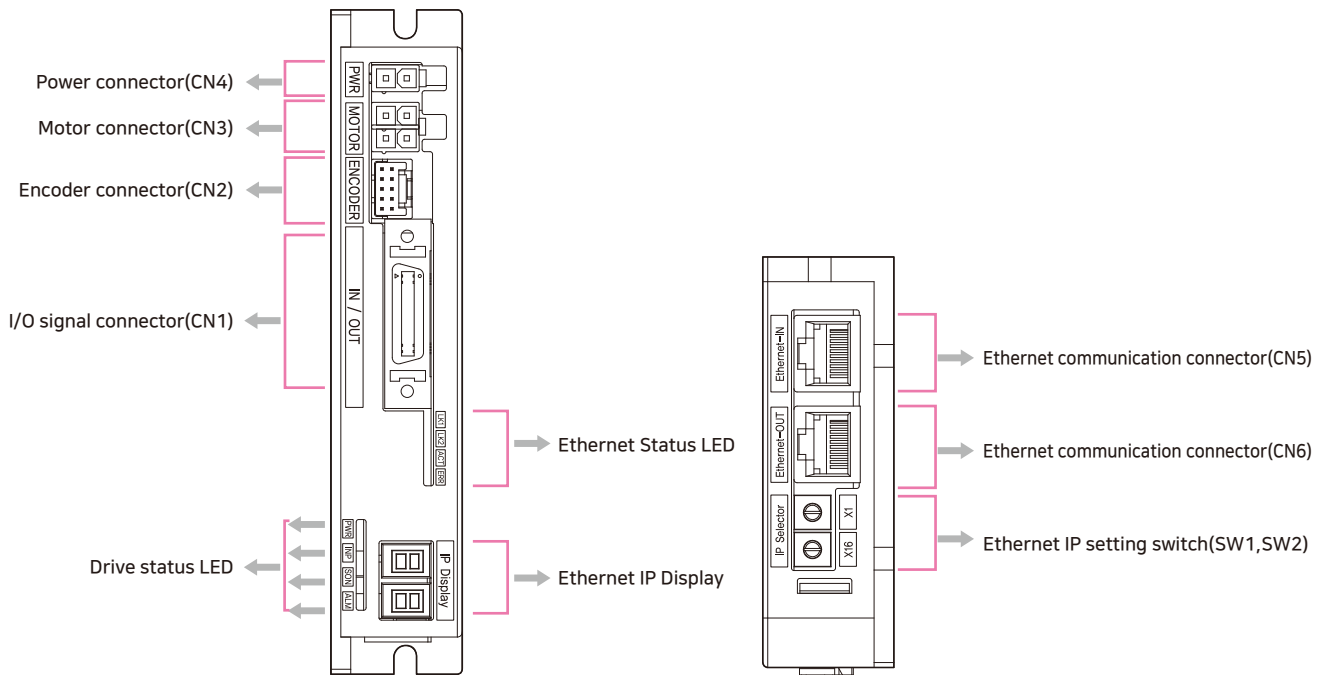 Power connector(CN4)
PWR
Motor connector(CN3)
MOTOR
Encoder connector(CN2)
ENCODER
I/O signal connector(CN1)
IN / OUT
LK1 LK2 ACT ERR
Ethernet Status LED
Drive status LED
PWR INP SON ALM
IP Display
Ethernet IP Display
Ethernet-IN
Ethernet communication connector(CN5)
Ethernet-OUT
Ethernet communication connector(CN6)
IP Selector
X1
X16
Ethernet IP setting switch(SW1,SW2)